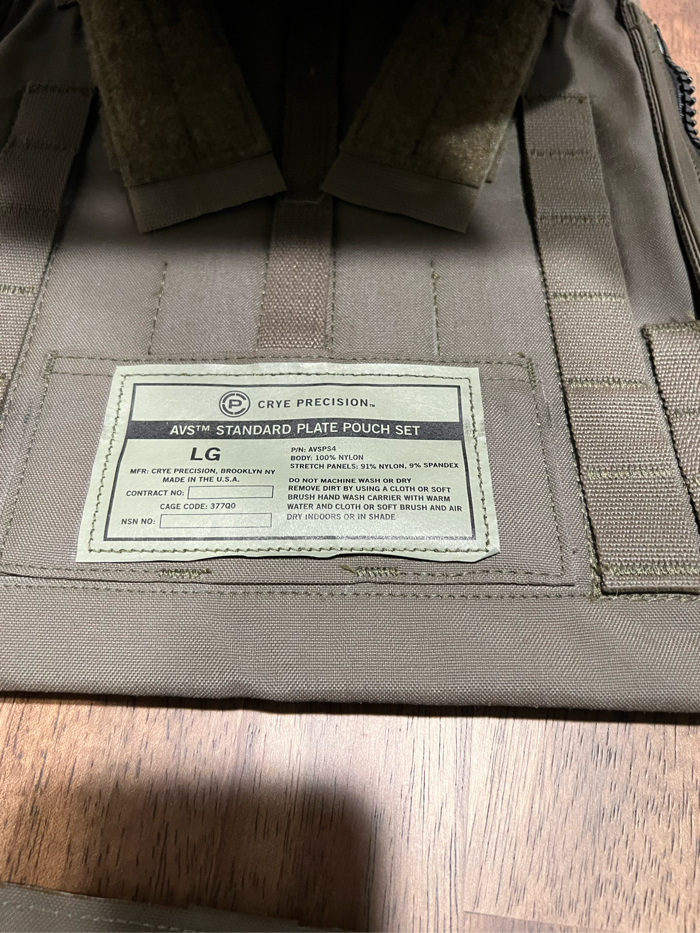 CP CRYE PRECISION™
AVS™ STANDARD PLATE POUCH SET
LG
MFR: CRYE PRECISION, BROOKLYN NY
MADE IN THE U.S.A.
CONTRACT NO:
CAGE CODE: 377Q0
NSN NO:
P/N: AVSPS4
BODY: 100% NYLON
STRETCH PANELS: 91% NYLON, 9% SPANDEX
DO NOT MACHINE WASH OR DRY
REMOVE DIRT BY USING A CLOTH OR SOFT
BRUSH HAND WASH CARRIER WITH WARM
WATER AND CLOTH OR SOFT BRUSH AND AIR
DRY INDOORS OR IN SHADE